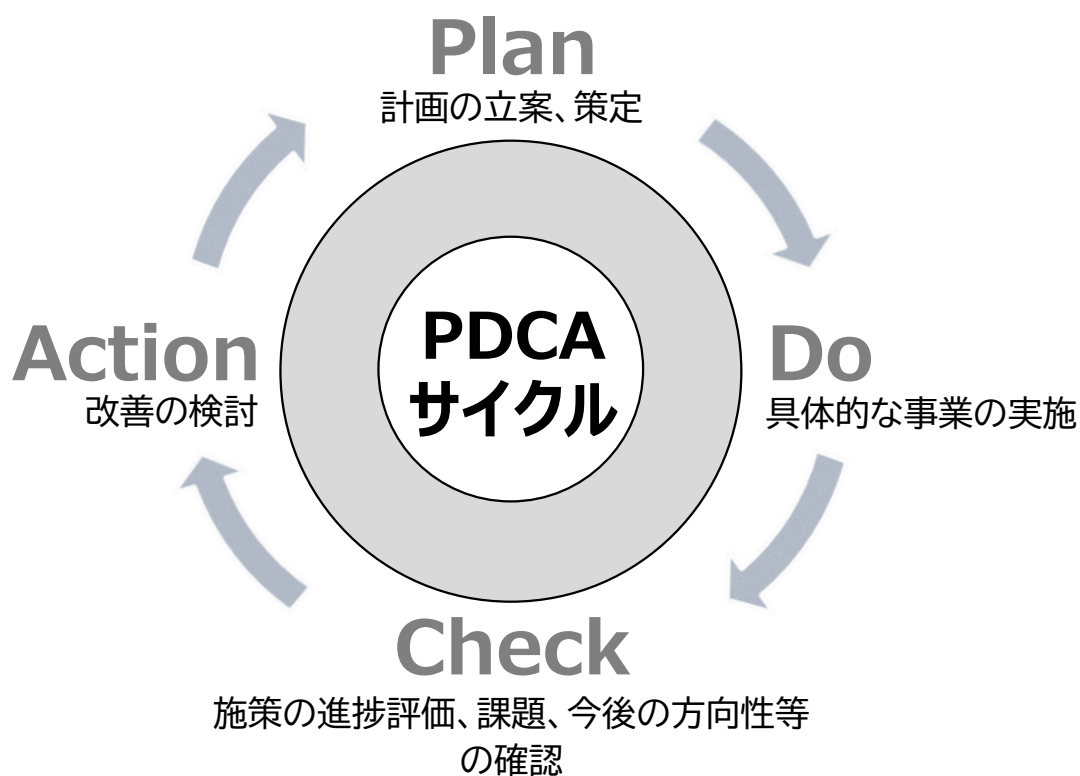 Plan
計画の立案、策定
Action
改善の検討
PDCA
サイクル
Do
具体的な事業の実施
Check
施策の進捗評価、課題、今後の方向性等
の確認